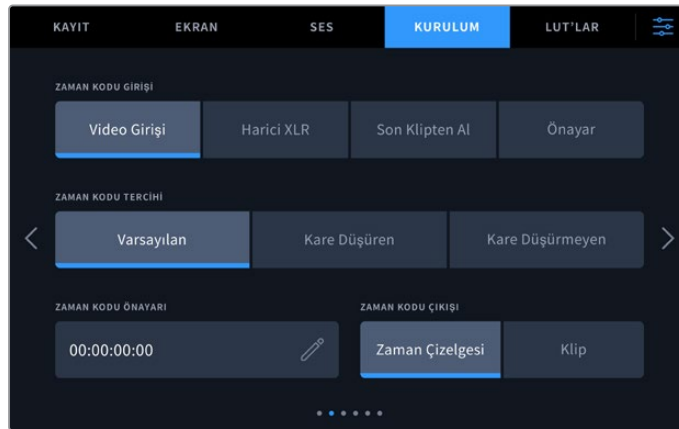 KAYIT EKRAN SES KURULUM LUT'LAR
ZAMAN KODU GİRİŞİ
Video Girişi Harici XLR Son Klipten Al Önayar
ZAMAN KODU TERCİHİ
Varsayılan Kare Düşüren Kare Düşürmeyen
ZAMAN KODU ÖNAYARI ZAMAN KODU ÇIKIŞI
00:00:00:00 Zaman Çizelgesi Klip